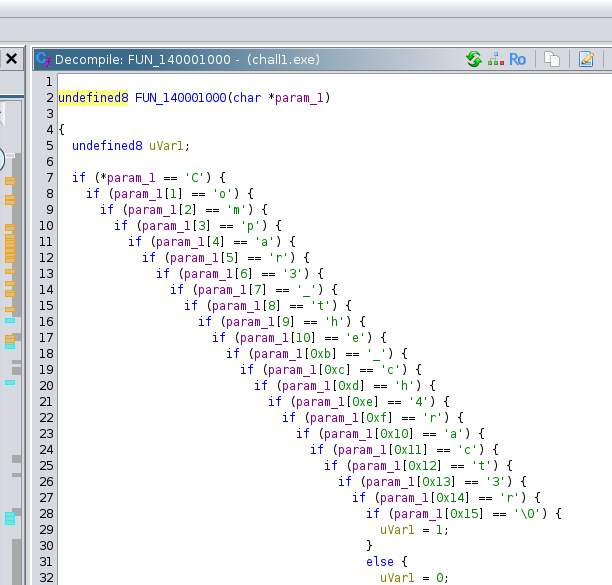 Decompile: FUN_140001000 - (chall1.exe)
Ro
1
2 undefined8 FUN_140001000(char *param_1)
3
4 {
5 undefined8 uVar1;
6
7 if (*param_1 == 'C') {
8 if (param_1[1] == 'o') {
9 if (param_1[2] == 'm') {
10 if (param_1[3] == 'p') {
11 if (param_1[4] == 'a') {
12 if (param_1[5] == 'r') {
13 if (param_1[6] == '3') {
14 if (param_1[7] == '_') {
15 if (param_1[8] == 't') {
16 if (param_1[9] == 'h') {
17 if (param_1[10] == 'e') {
18 if (param_1[0xb] == '_') {
19 if (param_1[0xc] == 'c') {
20 if (param_1[0xd] == 'h') {
21 if (param_1[0xe] == '4') {
22 if (param_1[0xf] == 'r') {
23 if (param_1[0x10] == 'a') {
24 if (param_1[0x11] == 'c') {
25 if (param_1[0x12] == 't') {
26 if (param_1[0x13] == '3') {
27 if (param_1[0x14] == 'r') {
28 if (param_1[0x15] == '\0') {
29 uVar1 = 1;
30 }
31 else {
32 uVar1 = 0;